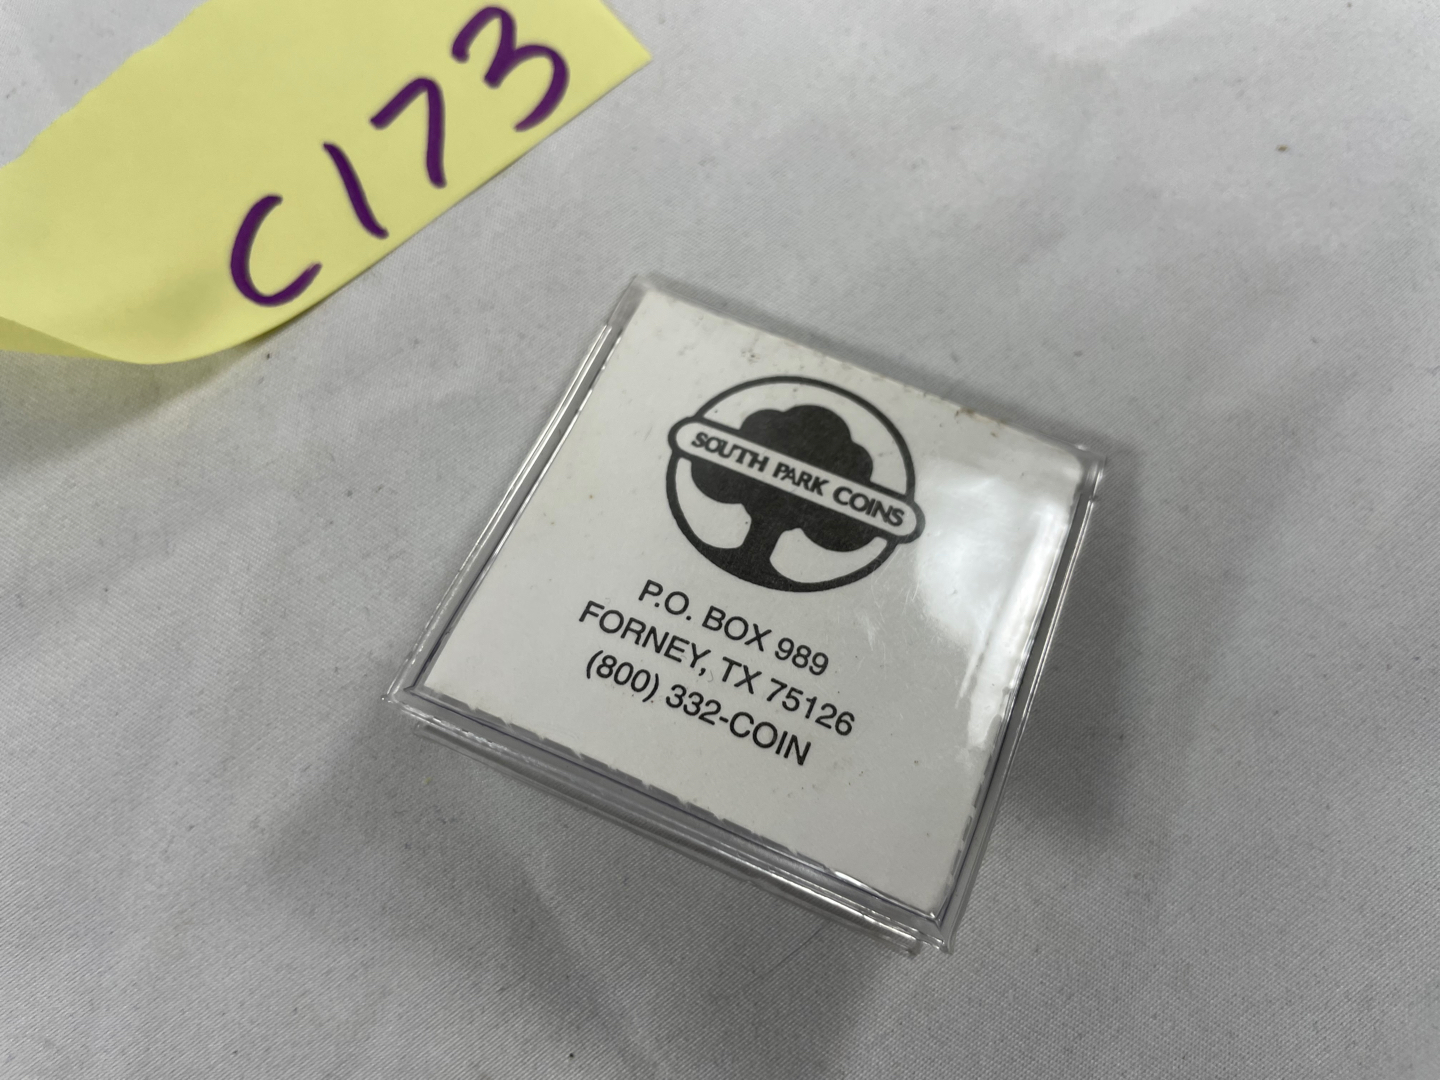 C173
SOUTH PARK COINS
P.O. BOX 989
FORNEY, TX 75126
(800) 332-COIN